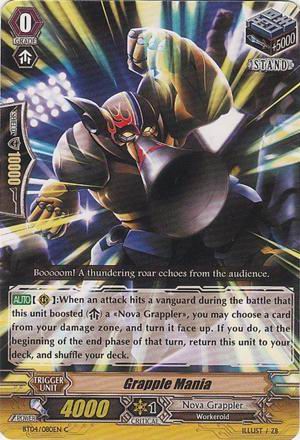 0
GRADE
+5000
STAND
SHIELD
10000
Booooom! A thundering roar echoes from the audience.
AUTO [ ]:When an attack hits a vanguard during the battle that
this unit boosted ( ) a «Nova Grappler», you may choose a card
from your damage zone, and turn it face up. If you do, at the
beginning of the end phase of that turn, return this unit to your
deck, and shuffle your deck.
TRIGGER
UNIT
Grapple Mania
POWER
4000
1
CRITICAL
Nova Grappler
Workeroid
BT04/080EN C
ILLUST / ZB